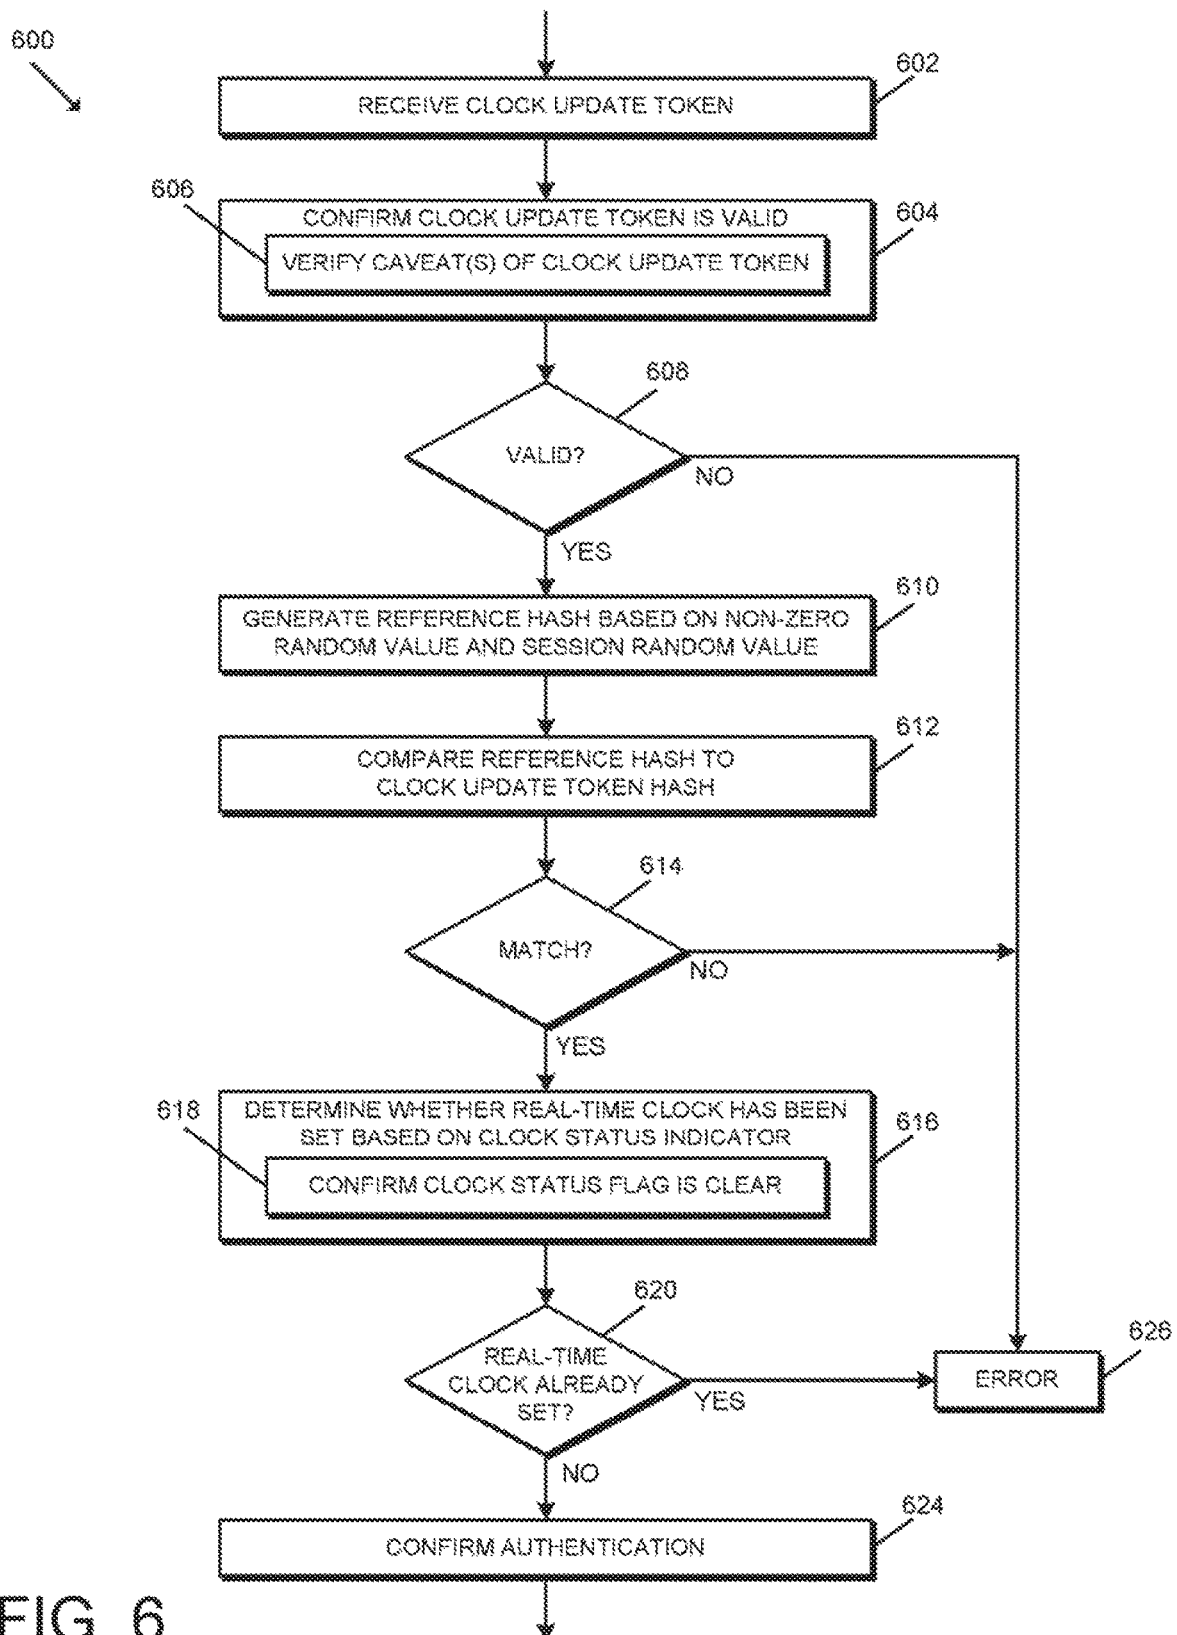 600
602
RECEIVE CLOCK UPDATE TOKEN
606
604
CONFIRM CLOCK UPDATE TOKEN IS VALID
VERIFY CAVEAT(S) OF CLOCK UPDATE TOKEN
608
VALID?
NO
YES
610
GENERATE REFERENCE HASH BASED ON NON-ZERO
RANDOM VALUE AND SESSION RANDOM VALUE
612
COMPARE REFERENCE HASH TO
CLOCK UPDATE TOKEN HASH
614
MATCH?
NO
YES
618
616
DETERMINE WHETHER REAL-TIME CLOCK HAS BEEN
SET BASED ON CLOCK STATUS INDICATOR
CONFIRM CLOCK STATUS FLAG IS CLEAR
620
REAL-TIME
CLOCK ALREADY
SET?
YES
NO
626
ERROR
624
CONFIRM AUTHENTICATION
FIG. 6